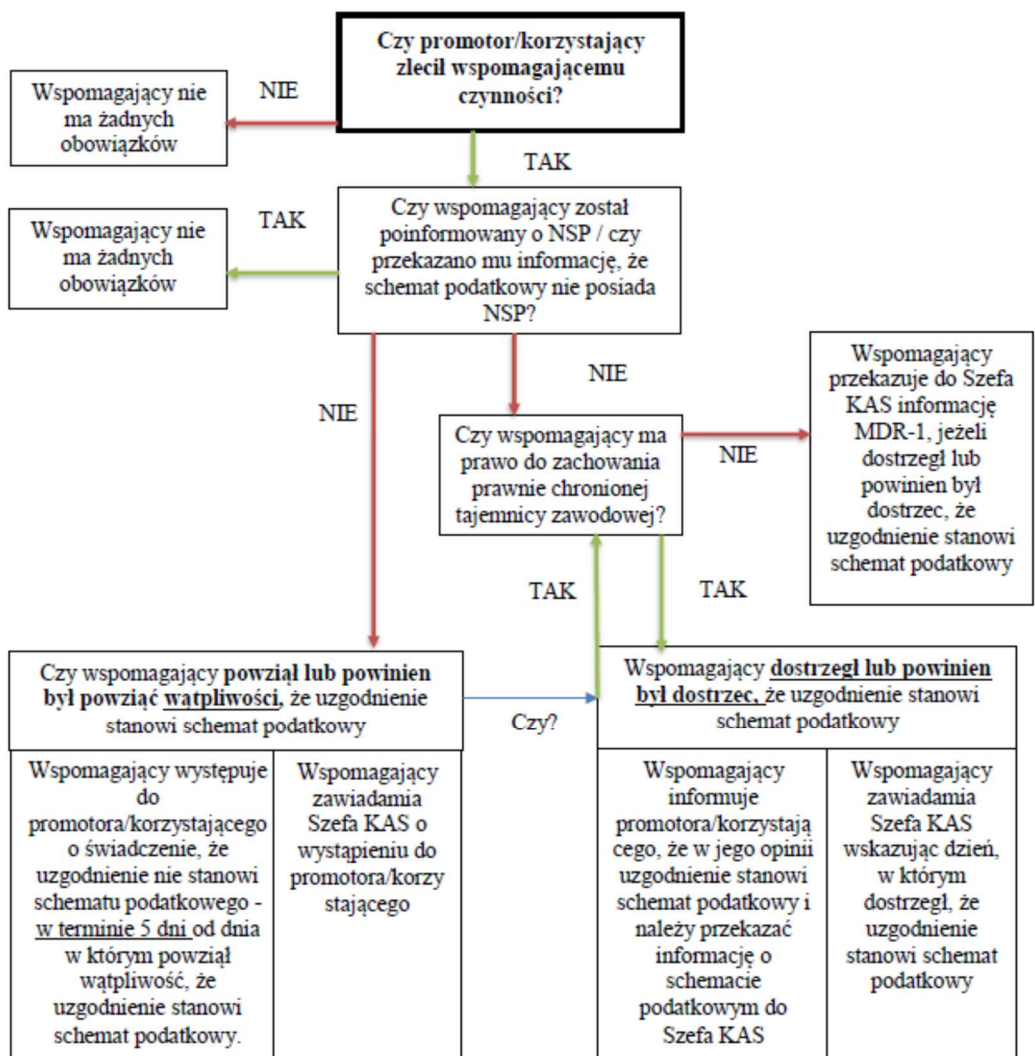 Czy promotor/korzystający
zlecił wspomagającemu
czynności?
NIE
Wspomagający nie
ma żadnych
obowiązków
TAK
Czy wspomagający został
poinformowany o NSP / czy
przekazano mu informację, że
schemat podatkowy nie posiada
NSP?
TAK
Wspomagający nie
ma żadnych
obowiązków
NIE
NIE
Czy wspomagający ma
prawo do zachowania
prawnie chronionej
tajemnicy zawodowej?
NIE
Wspomagający
przekazuje do Szefa
KAS informację
MDR-1, jeżeli
dostrzegł lub
powinien był
dostrzec, że
uzgodnienie stanowi
schemat podatkowy
TAK
TAK
Czy wspomagający powziął lub powinien
był powziąć wątpliwości, że uzgodnienie
stanowi schemat podatkowy
Czy?
Wspomagający dostrzegł lub powinien
był dostrzec, że uzgodnienie stanowi
schemat podatkowy
Wspomagający występuje
do
promotora/korzystającego
o świadczenie, że
uzgodnienie nie stanowi
schematu podatkowego -
w terminie 5 dni od dnia
w którym powziął
wątpliwość, że
uzgodnienie stanowi
schemat podatkowy.
Wspomagający
zawiadamia
Szefa KAS o
wystąpieniu do
promotora/korzy
stającego
Wspomagający
informuje
promotora/korzystają
cego, że w jego opinii
uzgodnienie stanowi
schemat podatkowy i
należy przekazać
informację o
schemacie
podatkowym do
Szefa KAS
Wspomagający
zawiadamia
Szefa KAS
wskazując dzień,
w którym
dostrzegł, że
uzgodnienie
stanowi schemat
podatkowy